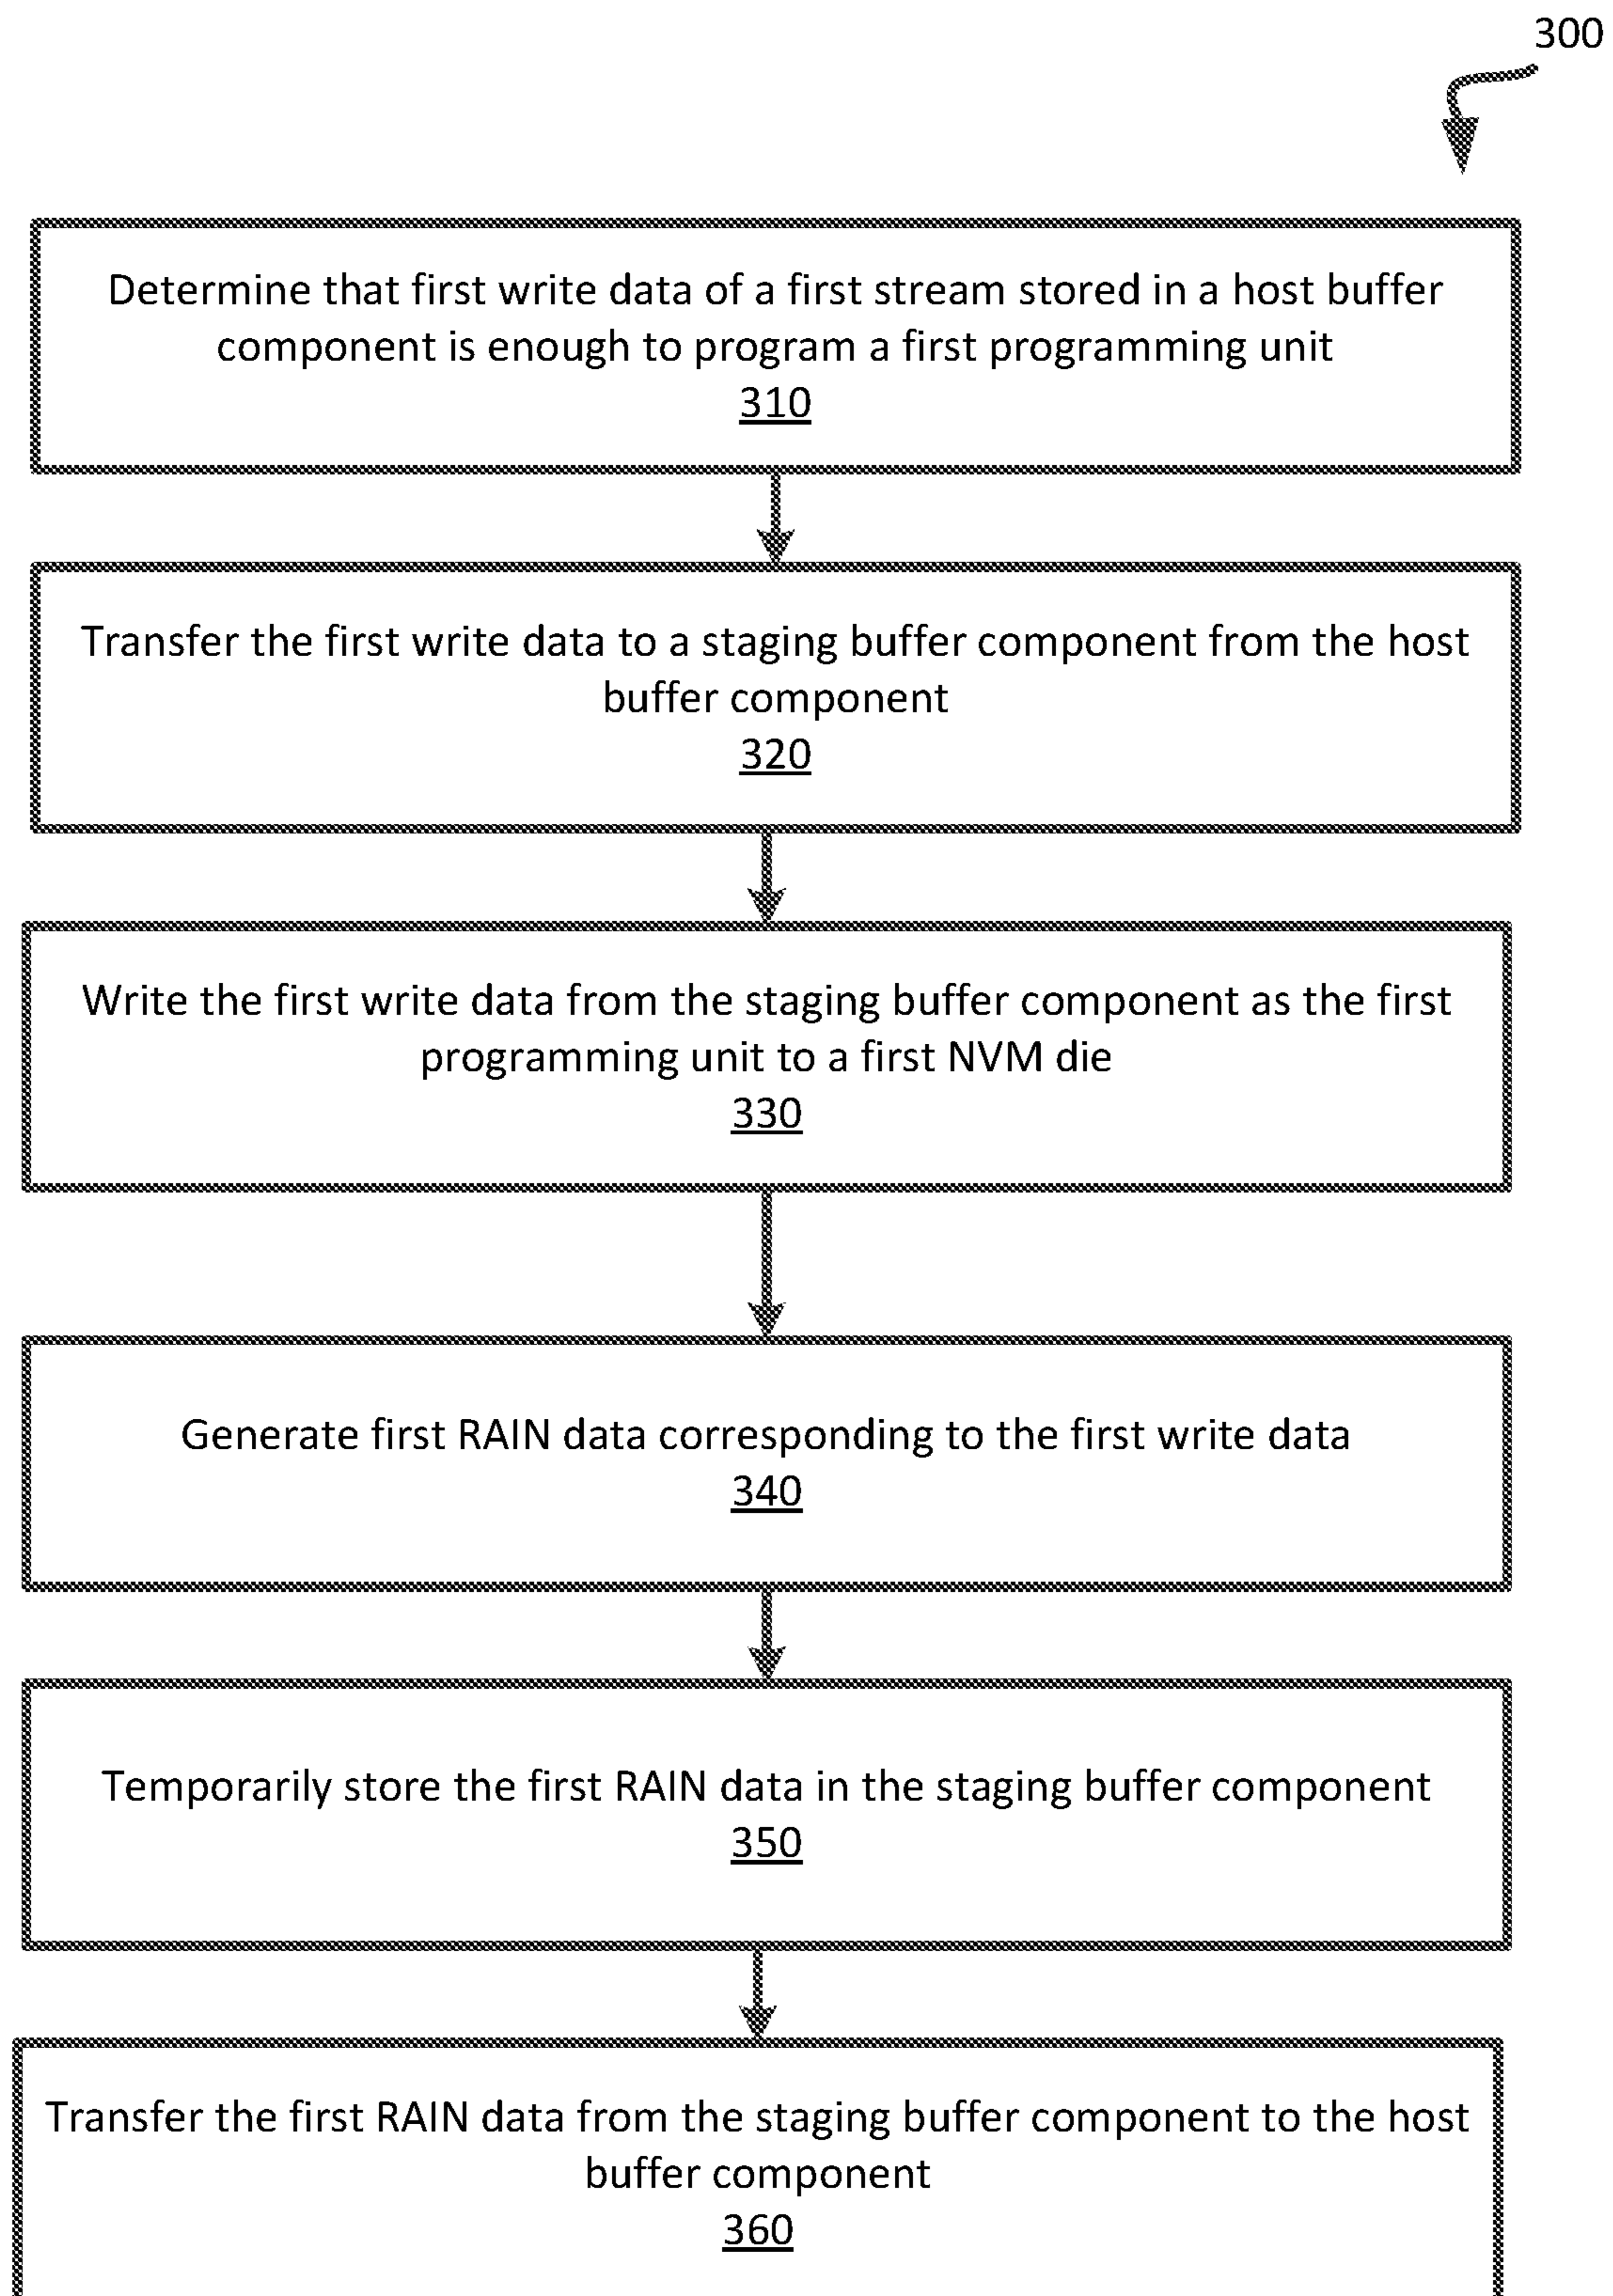 300
Determine that first write data of a first stream stored in a host buffer
component is enough to program a first programming unit
310
Transfer the first write data to a staging buffer component from the host
buffer component
320
Write the first write data from the staging buffer component as the first
programming unit to a first NVM die
330
Generate first RAIN data corresponding to the first write data
340
Temporarily store the first RAIN data in the staging buffer component
350
Transfer the first RAIN data from the staging buffer component to the host
buffer component
360